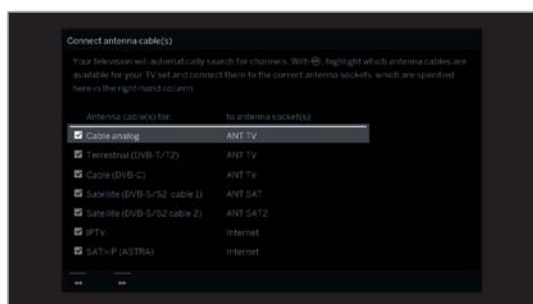 Connect antenna cable(s)
Your television will automatically search for channels. With , highlight which antenna cables are
available for your TV set and connect them to the correct antenna sockets, which are specified
here in the right-hand column.
Antenna cable(s) for: to antenna socket(s):
Cable analog ANT TV
Terrestrial (DVB-T/T2) ANT TV
Cable (DVB-C) ANT TV
Satellite (DVB-S/S2 cable 1) ANT SAT
Satellite (DVB-S/S2 cable 2) ANT SAT2
IPTV Internet
SAT>IP (ASTRA) Internet